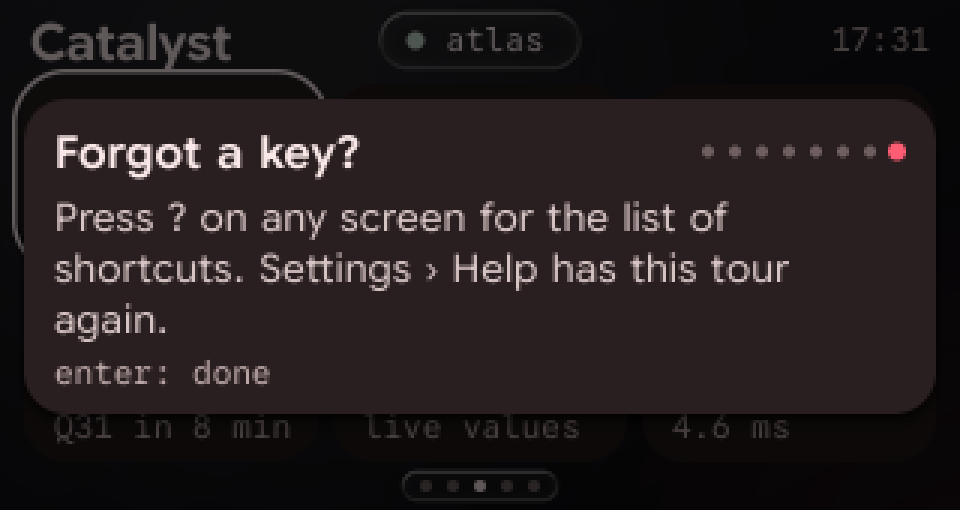 Catalyst
atlas
17:31
Forgot a key?
Press ? on any screen for the list of
shortcuts. Settings › Help has this tour
again.
enter: done
Q31 in 8 min
live values
4.6 ms